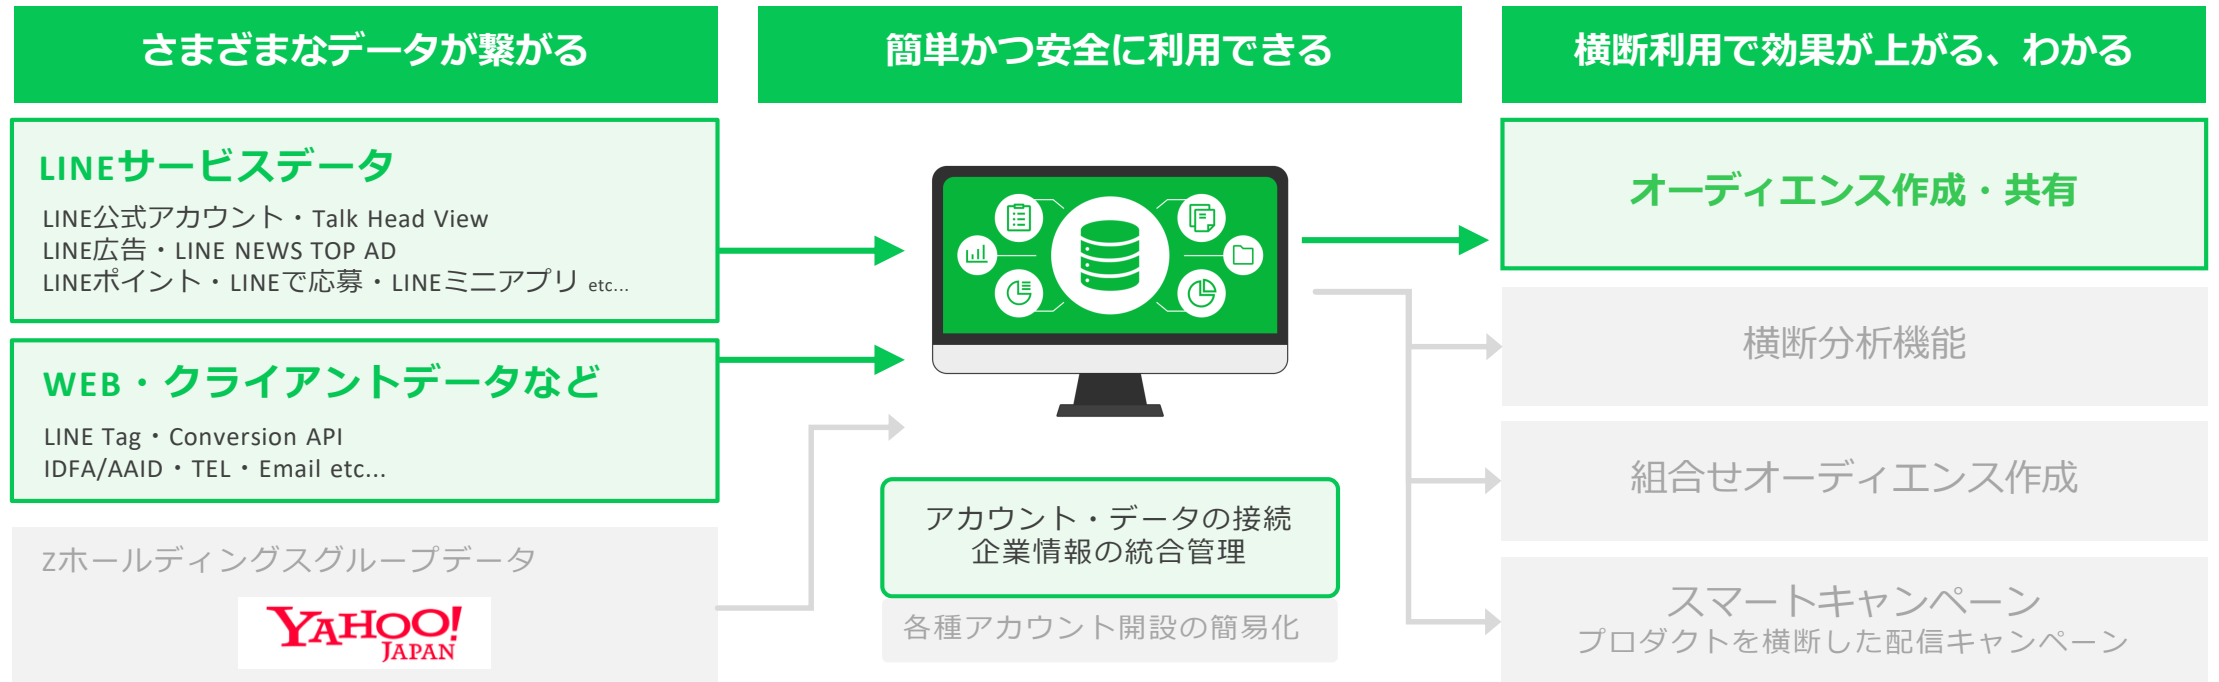 さまざまなデータが繋がる
簡単かつ安全に利用できる
横断利用で効果が上がる、わかる
LINEサービスデータ
LINE公式アカウント・Talk Head View
LINE広告・LINE NEWS TOP AD
LINEポイント・LINEで応募・LINEミニアプリ etc...
WEB・クライアントデータなど
LINE Tag・Conversion API
IDFA/AAID・TEL・Email etc...
Zホールディングスグループデータ
YAHOO!
JAPAN
アカウント・データの接続
企業情報の統合管理
各種アカウント開設の簡易化
オーディエンス作成・共有
横断分析機能
組合せオーディエンス作成
スマートキャンペーン
プロダクトを横断した配信キャンペーン